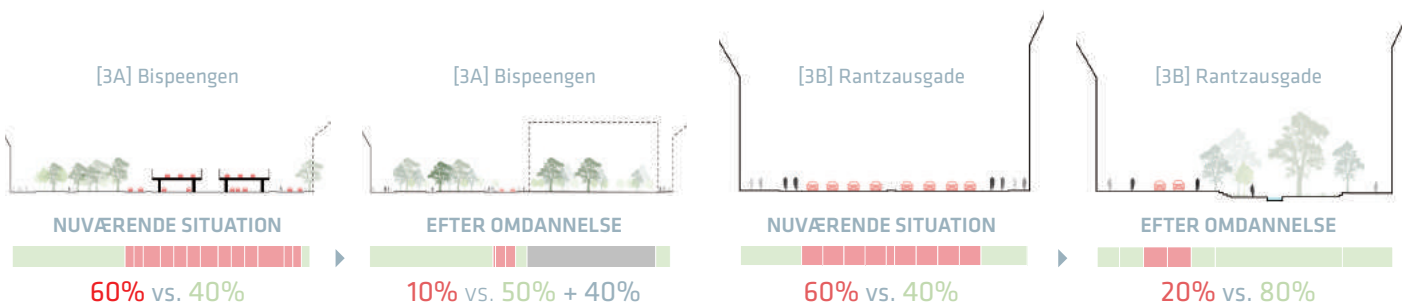 [3A] Bispeengen
NUVÆRENDE SITUATION
60% vs. 40%
[3A] Bispeengen
EFTER OMDANNELSE
10% vs. 50% + 40%
[3B] Rantzausgade
NUVÆRENDE SITUATION
60% vs. 40%
[3B] Rantzausgade
EFTER OMDANNELSE
20% vs. 80%